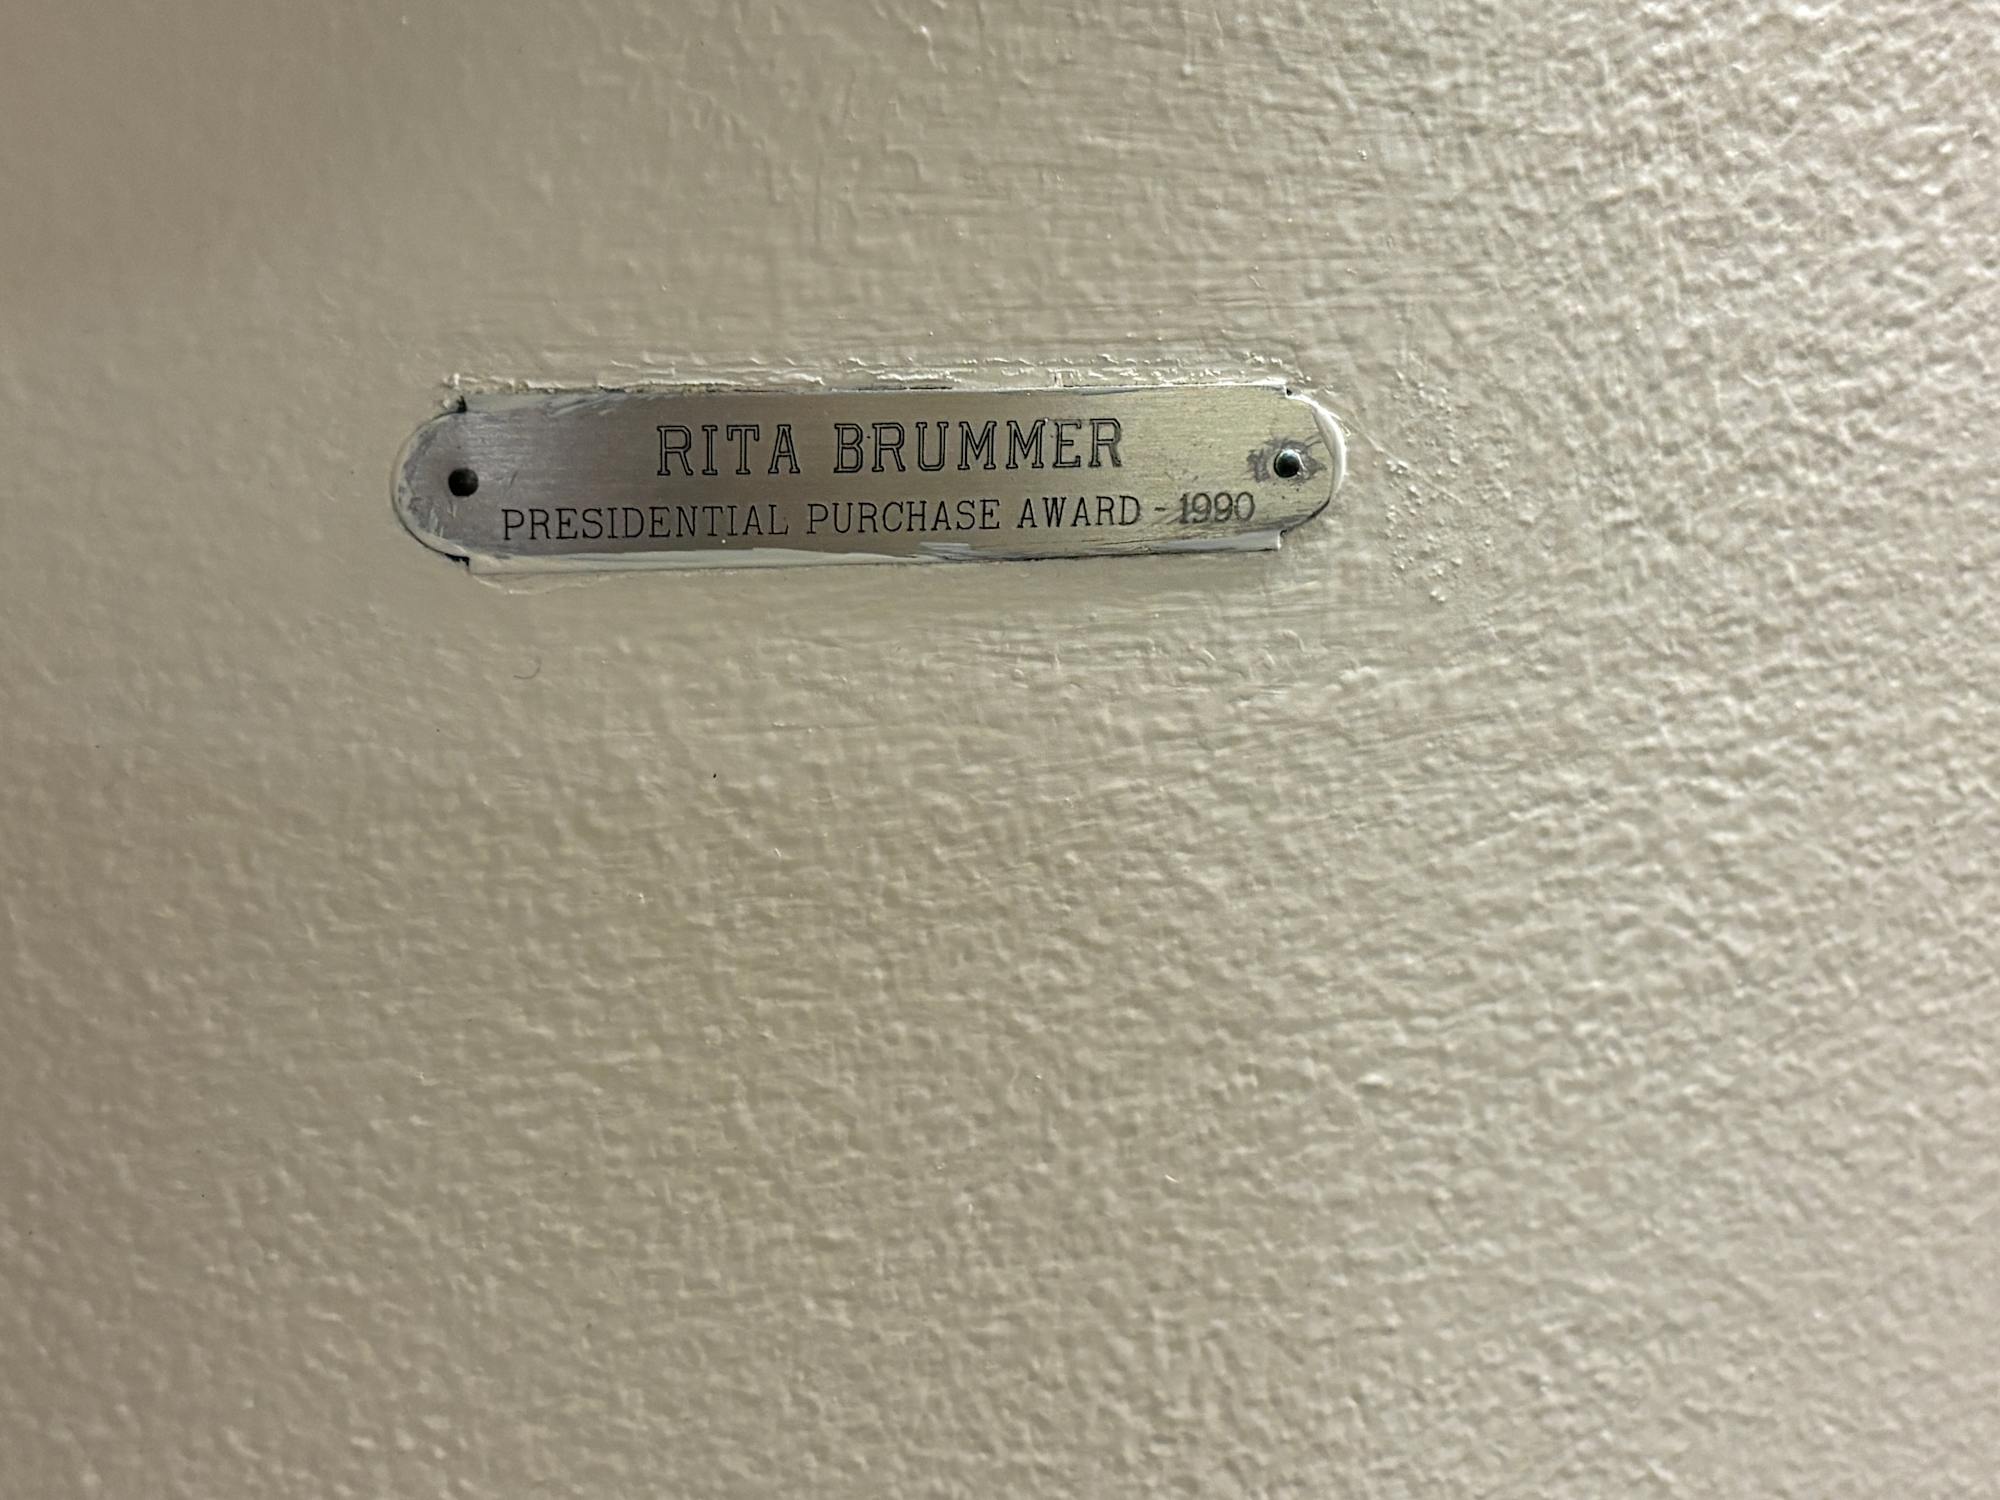 RITA BRUMMER
PRESIDENTIAL PURCHASE AWARD - 1990